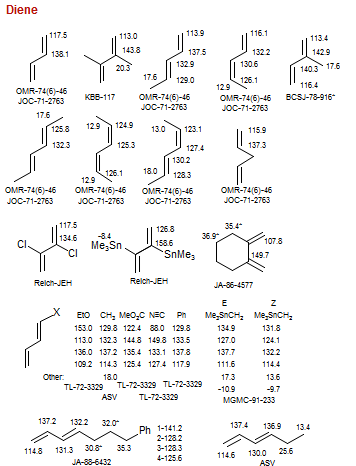 Diene
117.5
138.1
OMR-74(6)-46
JOC-71-2763
113.0
143.8
20.3
KBB-117
113.9
137.5
132.9
17.6
129.0
OMR-74(6)-46
JOC-71-2763
116.1
132.2
130.6
126.1
12.9
OMR-74(6)-46
JOC-71-2763
113.4
142.9
17.6
140.3
116.4
BCSJ-78-916*
17.6
125.8
132.3
OMR-74(6)-46
JOC-71-2763
12.9 124.9
125.3
126.1
12.9
OMR-74(6)-46
JOC-71-2763
13.0 123.1
127.4
130.2
18.0 128.3
OMR-74(6)-46
JOC-71-2763
115.9
137.3
OMR-74(6)-46
JOC-71-2763
117.5
134.6
Cl
Cl
Reich-JEH
-8.4
Me3Sn
126.8
158.6
SnMe3
Reich-JEH
35.4*
36.9*
107.8
149.7
JA-86-4577
X
E Z
EtO CH3 MeO2C N≡C Ph Me3SnCH2 Me3SnCH2
153.0 129.8 122.4 88.0 129.8 134.9 131.8
113.0 132.3 144.8 149.8 133.5 127.0 124.1
136.0 137.2 135.4 133.1 137.8 137.7 132.2
109.2 114.3 125.4 127.4 117.9 111.6 114.4
Other: 18.0 17.3 13.6
TL-72-3329 TL-72-3329 TL-72-3329 -10.9 -9.7
ASV TL-72-3329 MGMC-91-233
137.2 132.2 32.0*
Ph
114.8 131.3 30.8* 35.3
JA-88-6432
1-141.2
2-128.2
3-128.3
4-125.6
137.4 136.9 13.4
114.6 130.0 25.6
ASV